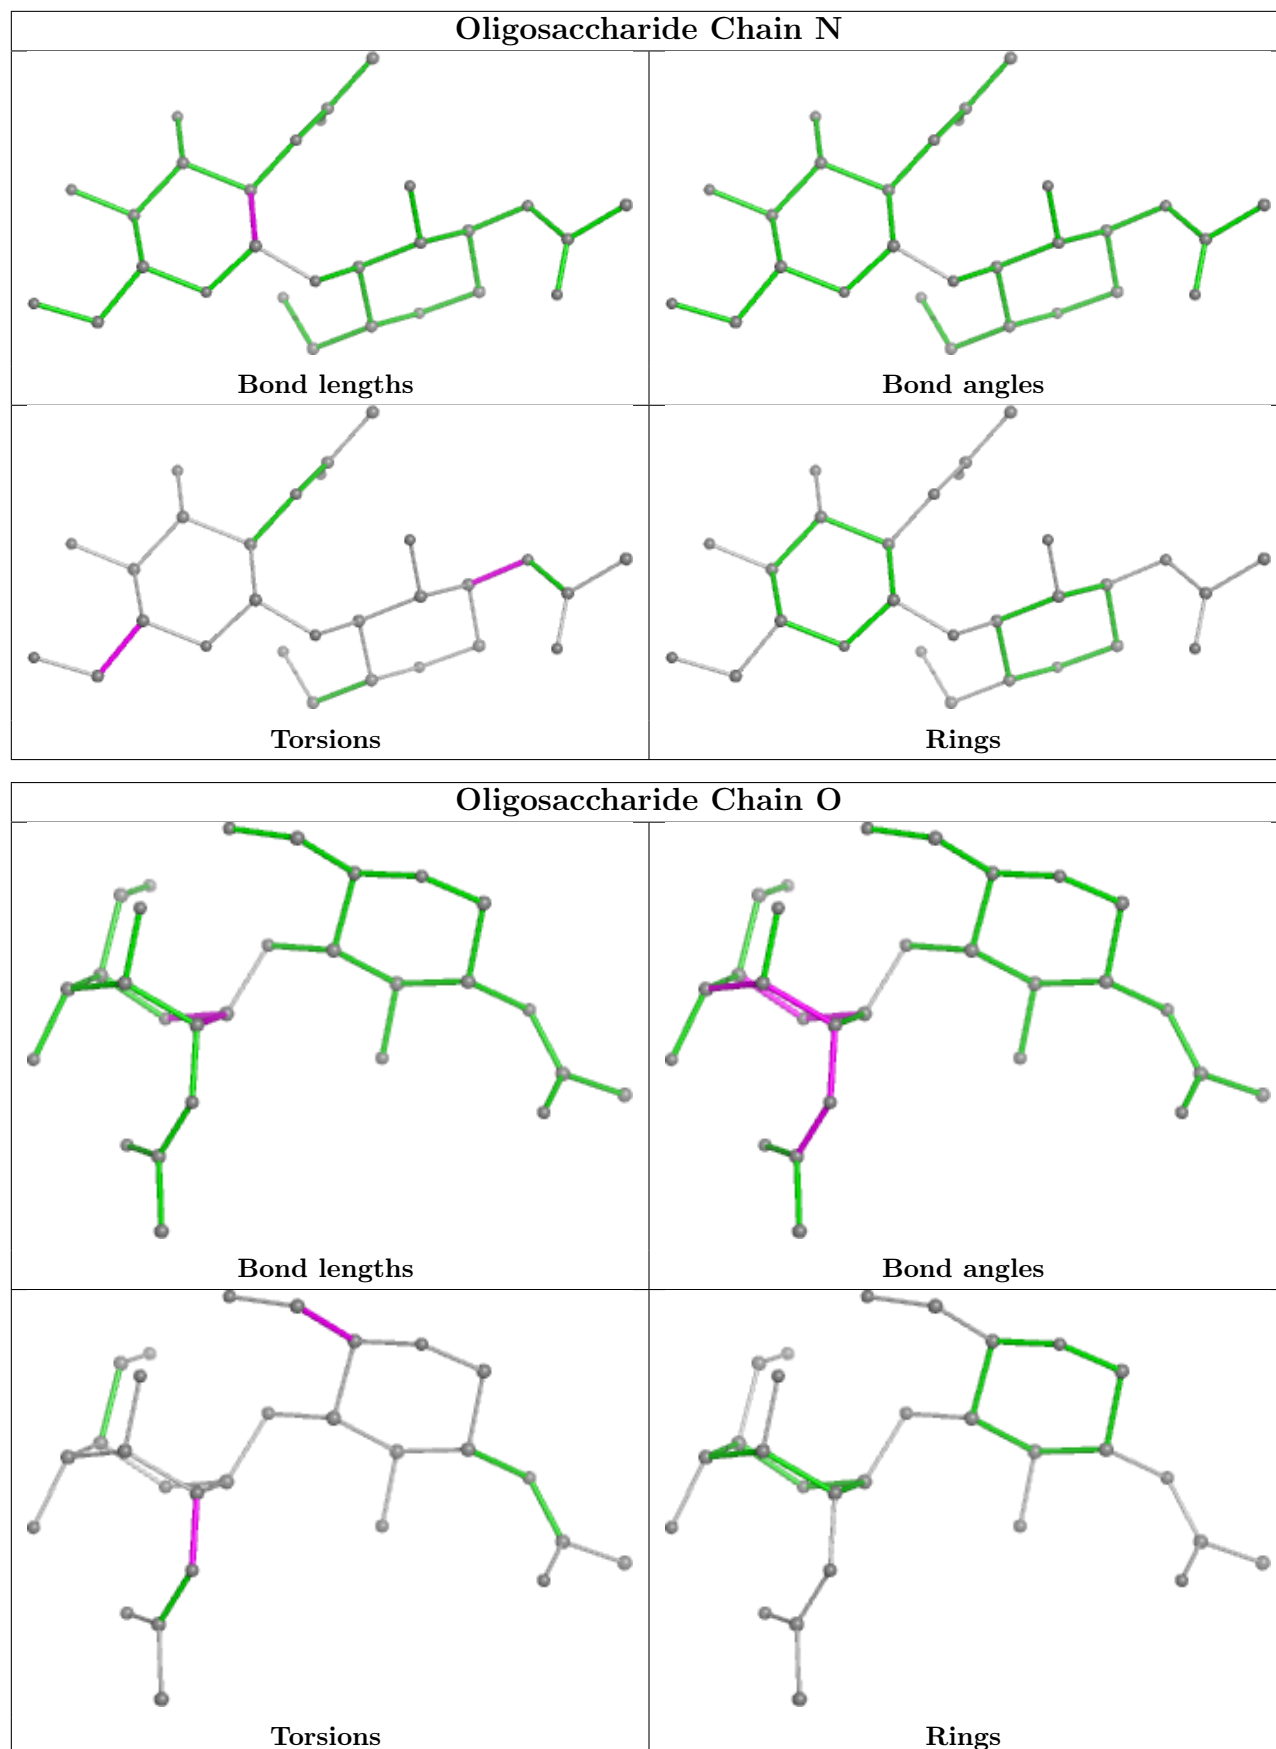 Oligosaccharide Chain N
Bond lengths
Bond angles
Torsions
Rings
Oligosaccharide Chain O
Bond lengths
Bond angles
Torsions
Rings